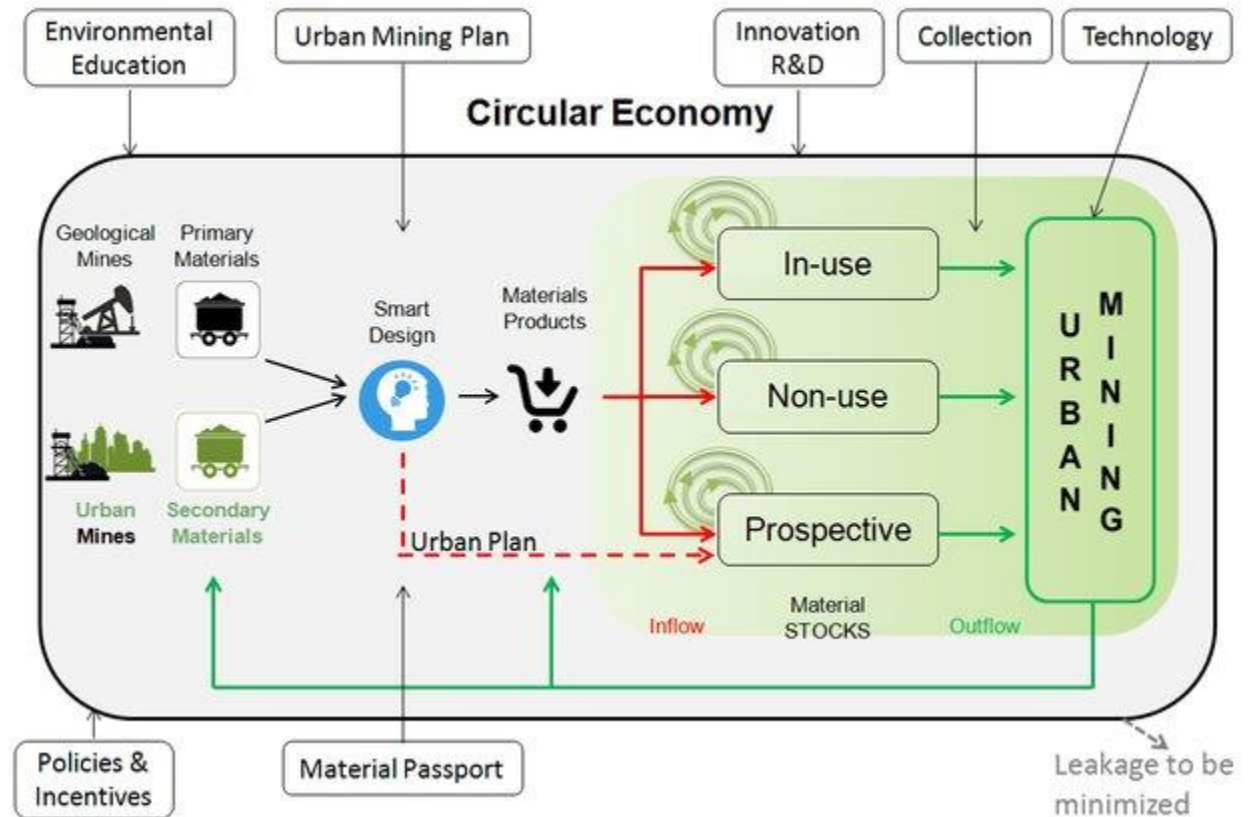 Environmental
Education
Urban Mining Plan
Innovation
R&D
Collection
Technology
Circular Economy
Geological
Mines
Primary
Materials
Smart
Design
Materials
Products
In-use
Non-use
Prospective
URBAN
MINING
Urban
Mines
Secondary
Materials
Urban Plan
Inflow
Material
STOCKS
Outflow
Policies &
Incentives
Material Passport
Leakage to be
minimized